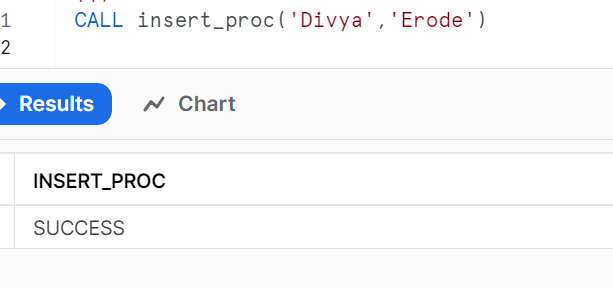 1 CALL insert_proc('Divya','Erode')
2
Results Chart
INSERT_PROC
SUCCESS